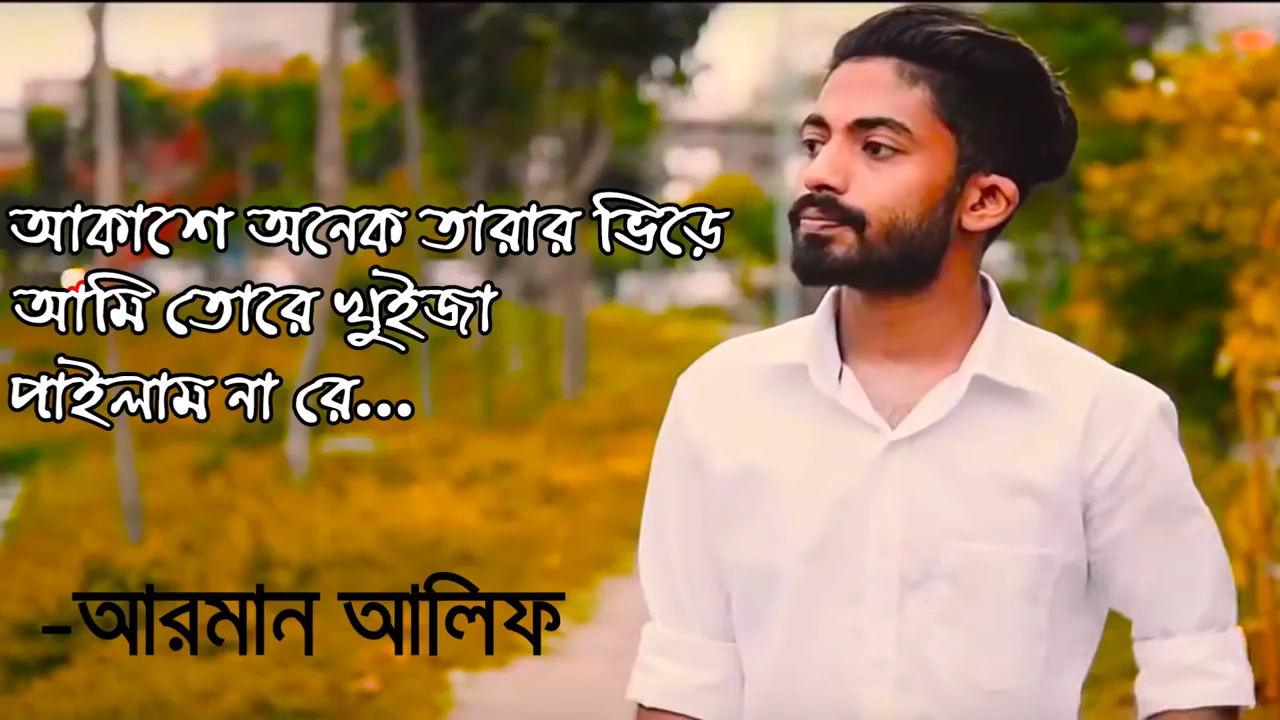 আকাশে অনেক তারার ভিড়ে
আমি তোরে খুইজা
পাইলাম না রে...
-আরমান আলিফ